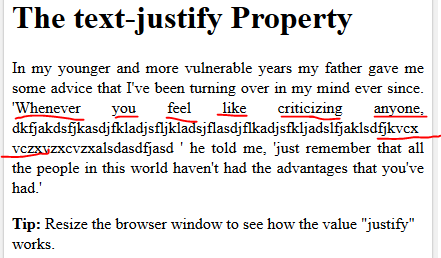 The text-justify Property
In my younger and more vulnerable years my father gave me
some advice that I've been turning over in my mind ever since.
'Whenever you feel like criticizing anyone,
dkfjakdsfjkasdjfkladjsfljkladsjflasdjflkadjsfkljadslfjaklsdfjkvcx
vczxyzxcvzxalsdasdfjasd ' he told me, 'just remember that all
the people in this world haven't had the advantages that you've
had.'
Tip: Resize the browser window to see how the value "justify"
works.